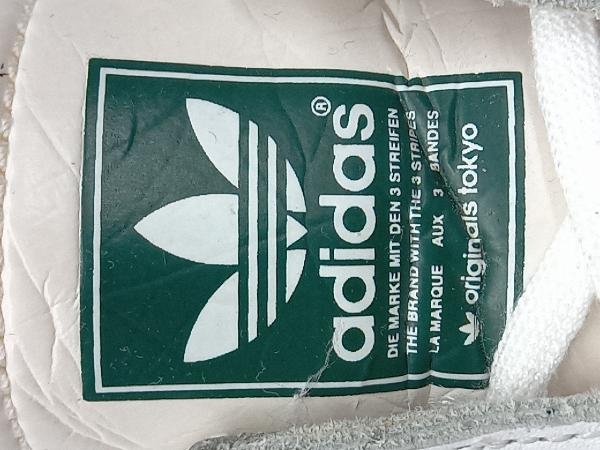 adidas®
DIE MARKE MIT DEN 3 STREIFEN
THE BRAND WITH THE 3 STRIPES
LA MARQUE AUX 3 BANDES
originals tokyo